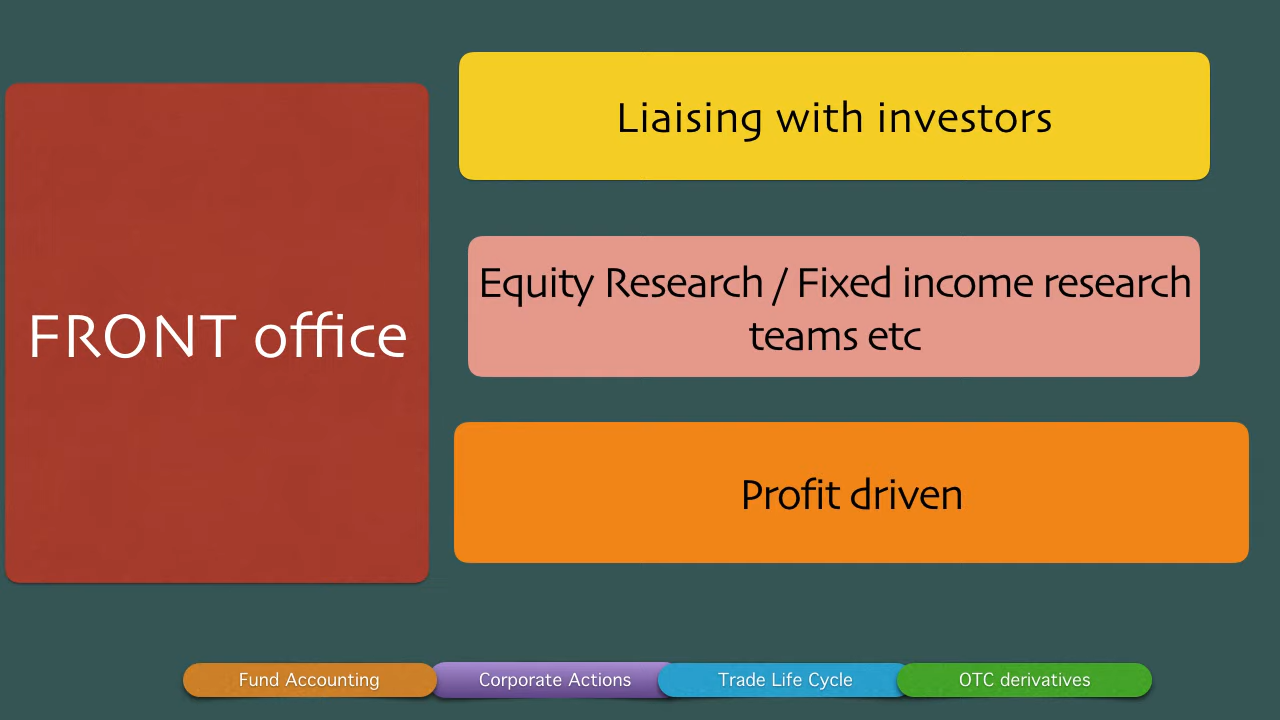 FRONT office
Liaising with investors
Equity Research / Fixed income research
teams etc
Profit driven
Fund Accounting
Corporate Actions
Trade Life Cycle
OTC derivatives